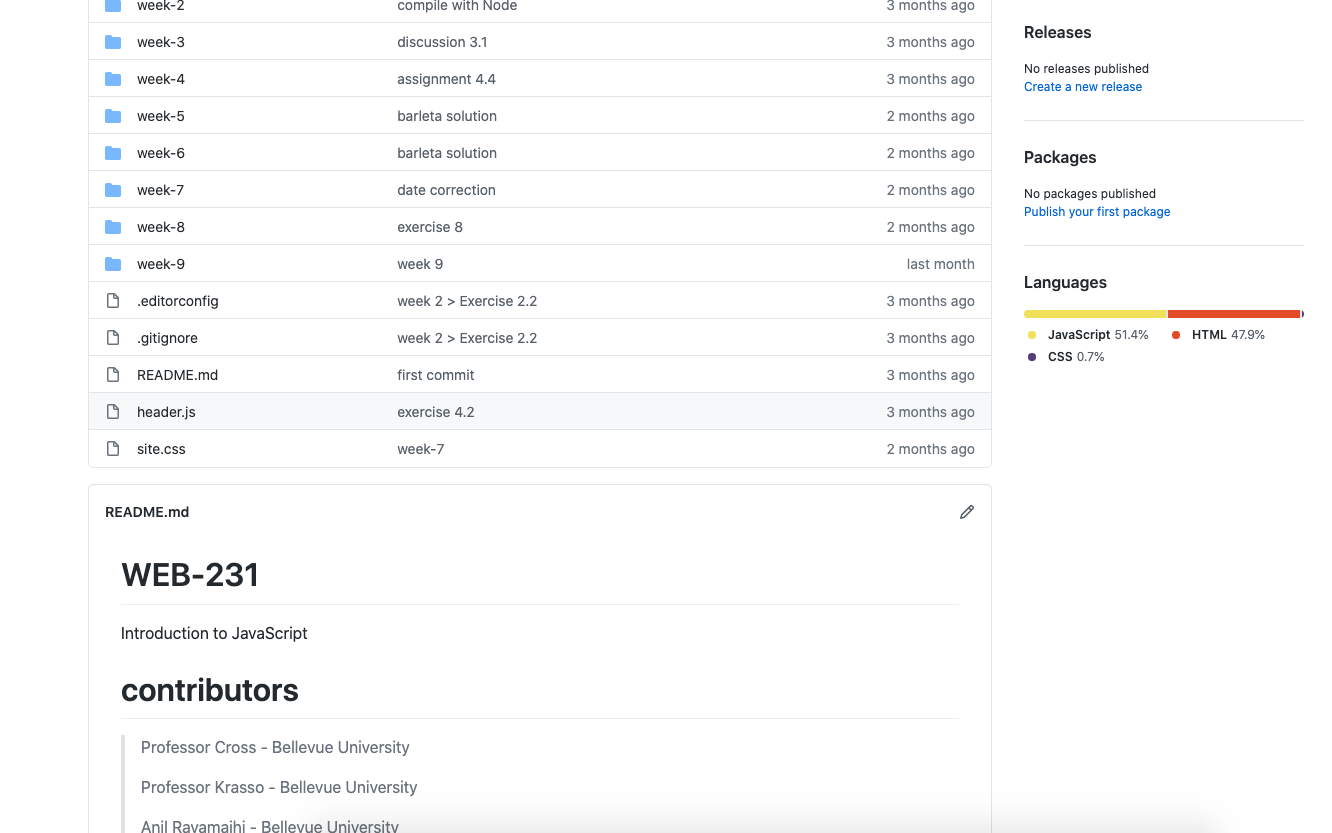 week-2 compile with Node 3 months ago
week-3 discussion 3.1 3 months ago
week-4 assignment 4.4 3 months ago
week-5 barleta solution 2 months ago
week-6 barleta solution 2 months ago
week-7 date correction 2 months ago
week-8 exercise 8 2 months ago
week-9 week 9 last month
.editorconfig week 2 > Exercise 2.2 3 months ago
.gitignore week 2 > Exercise 2.2 3 months ago
README.md first commit 3 months ago
header.js exercise 4.2 3 months ago
site.css week-7 2 months ago
README.md
WEB-231
Introduction to JavaScript
contributors
Professor Cross - Bellevue University
Professor Krasso - Bellevue University
Anil Rayamajhi - Bellevue University
Releases
No releases published
Create a new release
Packages
No packages published
Publish your first package
Languages
JavaScript 51.4% HTML 47.9%
CSS 0.7%